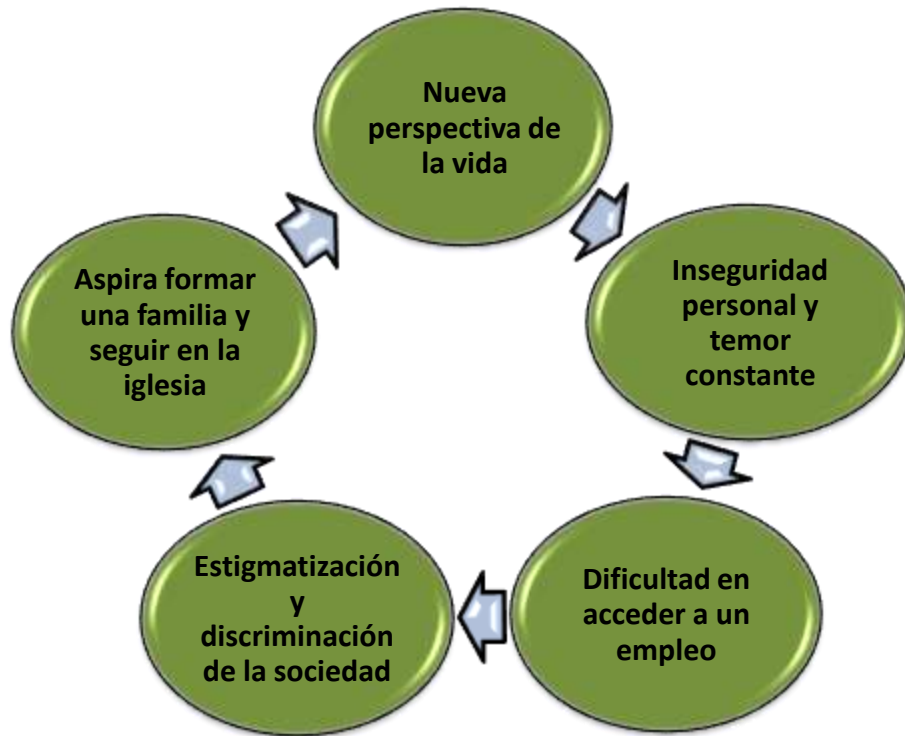 Nueva
perspectiva de
la vida
Inseguridad
personal y
temor
constante
Dificultad en
acceder a un
empleo
Estigmatización
y
discriminación
de la sociedad
Aspira formar
una familia y
seguir en la
iglesia